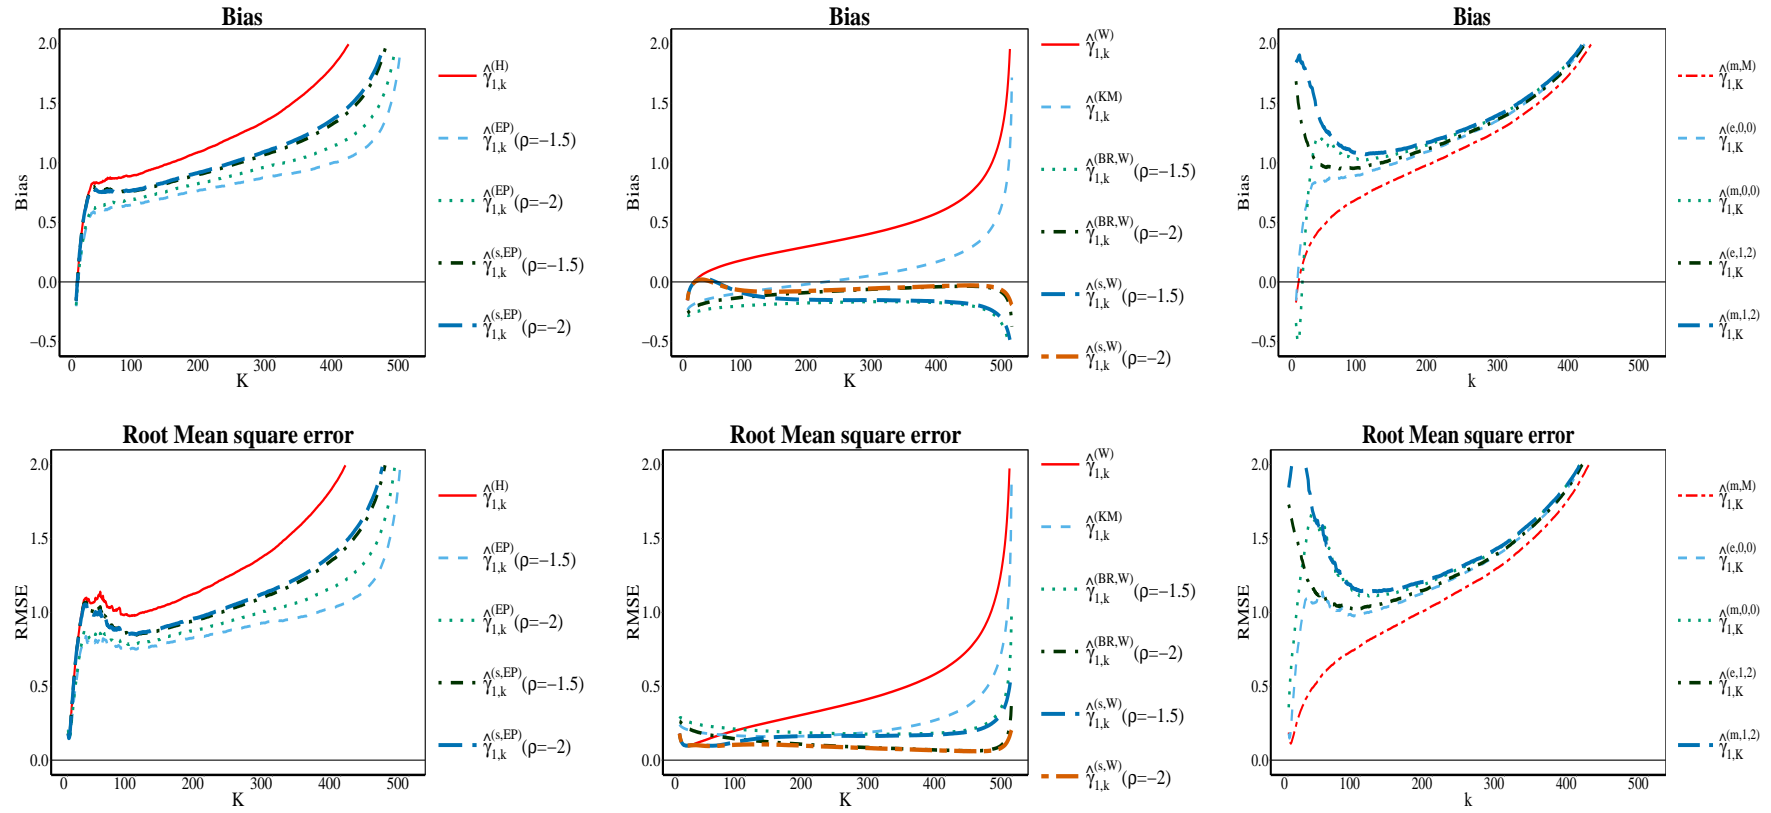 Bias
2.0
1.5
1.0
0.5
0.0
−0.5
Bias
0 100 200 300 400 500
K
γ̂1,k(H)
γ̂1,k(EP)(ρ=−1.5)
γ̂1,k(EP)(ρ=−2)
γ̂1,k(s,EP)(ρ=−1.5)
γ̂1,k(s,EP)(ρ=−2)
Bias
2.0
1.5
1.0
0.5
0.0
−0.5
Bias
0 100 200 300 400 500
K
γ̂1,k(W)
γ̂1,k(KM)
γ̂1,k(BR,W)(ρ=−1.5)
γ̂1,k(BR,W)(ρ=−2)
γ̂1,k(s,W)(ρ=−1.5)
γ̂1,k(s,W)(ρ=−2)
Bias
2.0
1.5
1.0
0.5
0.0
−0.5
Bias
0 100 200 300 400 500
k
γ̂1,K(m,M)
γ̂1,K(e,0,0)
γ̂1,K(m,0,0)
γ̂1,K(e,1,2)
γ̂1,K(m,1,2)
Root Mean square error
2.0
1.5
1.0
0.5
0.0
RMSE
0 100 200 300 400 500
K
γ̂1,k(H)
γ̂1,k(EP)(ρ=−1.5)
γ̂1,k(EP)(ρ=−2)
γ̂1,k(s,EP)(ρ=−1.5)
γ̂1,k(s,EP)(ρ=−2)
Root Mean square error
2.0
1.5
1.0
0.5
0.0
RMSE
0 100 200 300 400 500
K
γ̂1,k(W)
γ̂1,k(KM)
γ̂1,k(BR,W)(ρ=−1.5)
γ̂1,k(BR,W)(ρ=−2)
γ̂1,k(s,W)(ρ=−1.5)
γ̂1,k(s,W)(ρ=−2)
Root Mean square error
2.0
1.5
1.0
0.5
0.0
RMSE
0 100 200 300 400 500
k
γ̂1,K(m,M)
γ̂1,K(e,0,0)
γ̂1,K(m,0,0)
γ̂1,K(e,1,2)
γ̂1,K(m,1,2)